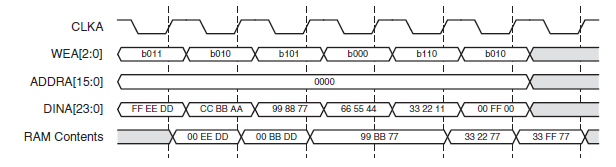 CLKA
WEA[2:0] b011 b010 b101 b000 b110 b010
ADDRA[15:0] 0000
DINA[23:0] FF EE DD CC BB AA 99 88 77 66 55 44 33 22 11 00 FF 00
RAM Contents 00 EE DD 00 BB DD 99 BB 77 33 22 77 33 FF 77